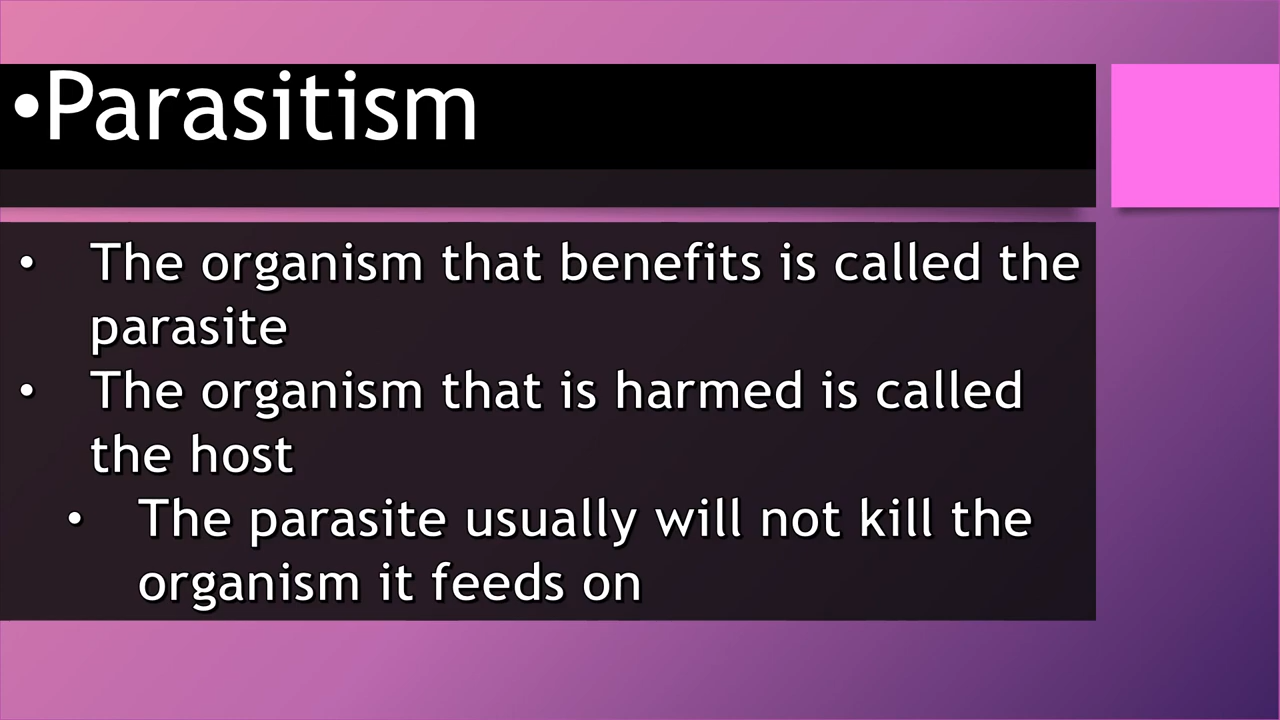 •Parasitism
• The organism that benefits is called the
parasite
• The organism that is harmed is called
the host
• The parasite usually will not kill the
organism it feeds on